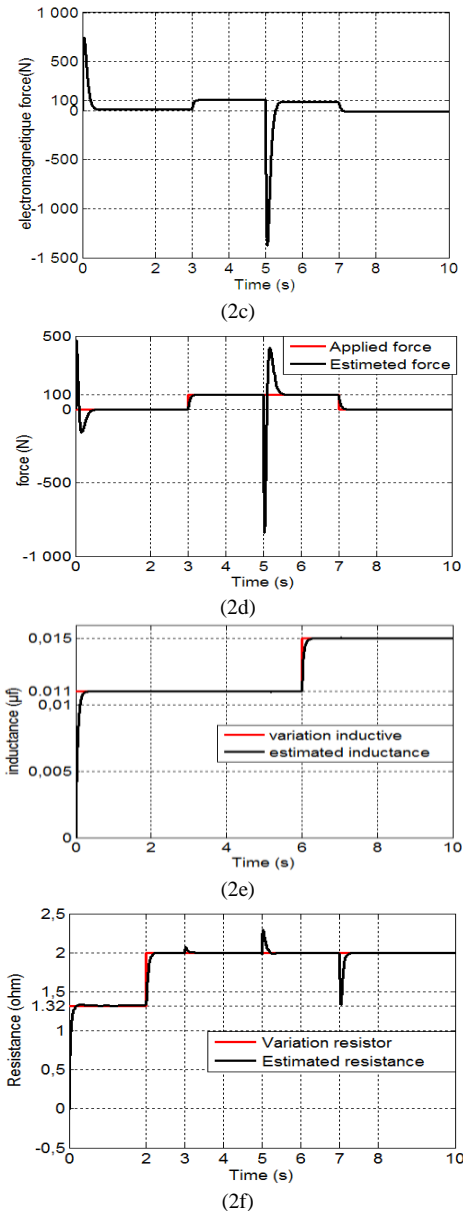 1 000
500
100
0
-500
-1 000
-1 500
electromagnetique force(N)
0 1 2 3 4 5 6 7 10
Time (s)
(2c)
500
100
0
-500
-1 000
force (N)
Applied force
Estimeted force
0 1 2 3 4 5 6 7 10
Time (s)
(2d)
0,015
0,011
0,01
0,005
0
inductance (µf)
variation inductive
estimated inductance
0 2 4 6 8 10
Time (s)
(2e)
2,5
2
1,5
1.32
1
0,5
0
-0,5
Resistance (ohm)
Variation resistor
Estimated resistance
0 2 3 4 5 6 7 10
Time (s)
(2f)